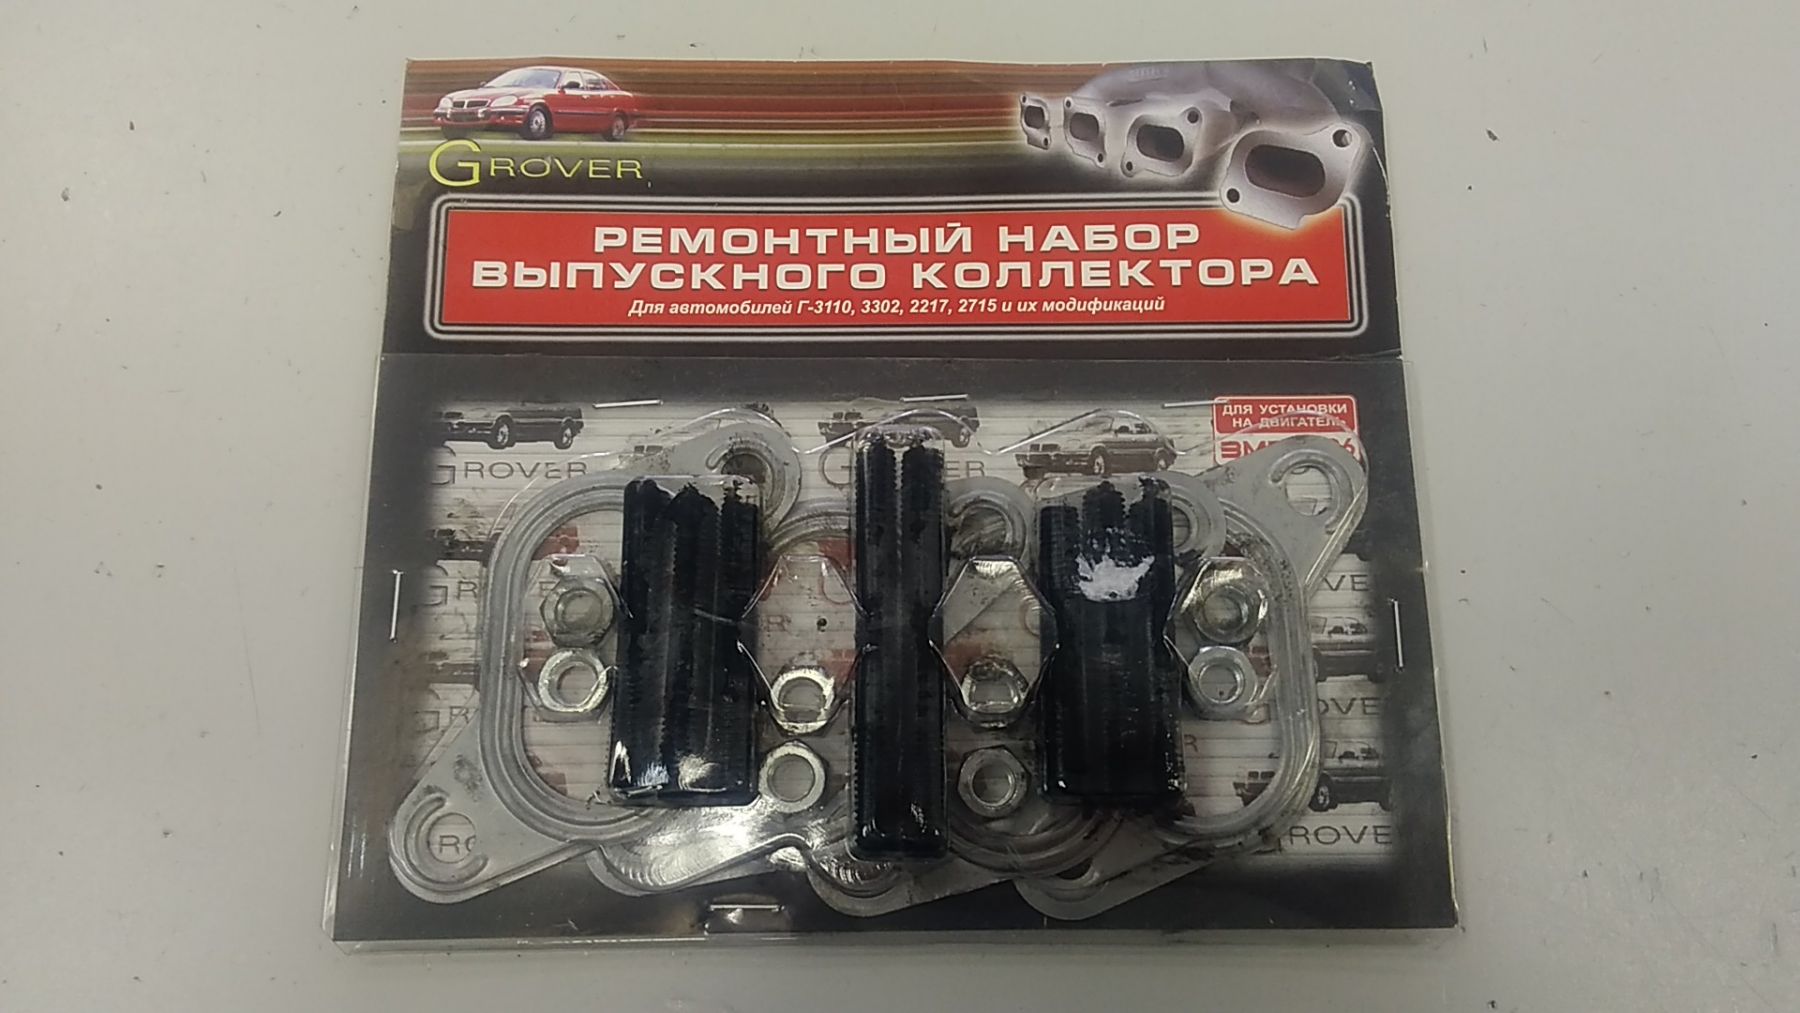 GROVER
РЕМОНТНЫЙ НАБОР
ВЫПУСКНОГО КОЛЛЕКТОРА
Для автомобилей Г-3110, 3302, 2217, 2715 и их модификаций
ДЛЯ УСТАНОВКИ
НА ДВИГАТЕЛЬ
GROVER
GROVER